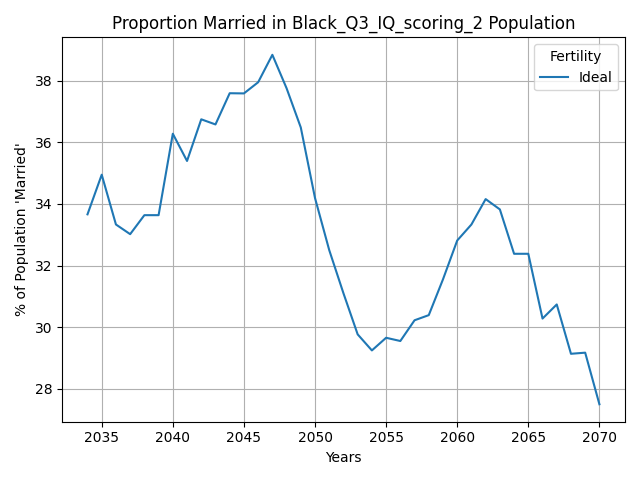 Proportion Married in Black_Q3_IQ_scoring_2 Population
Fertility
Ideal
% of Population 'Married'
38
36
34
32
30
28
2035 2040 2045 2050 2055 2060 2065 2070
Years